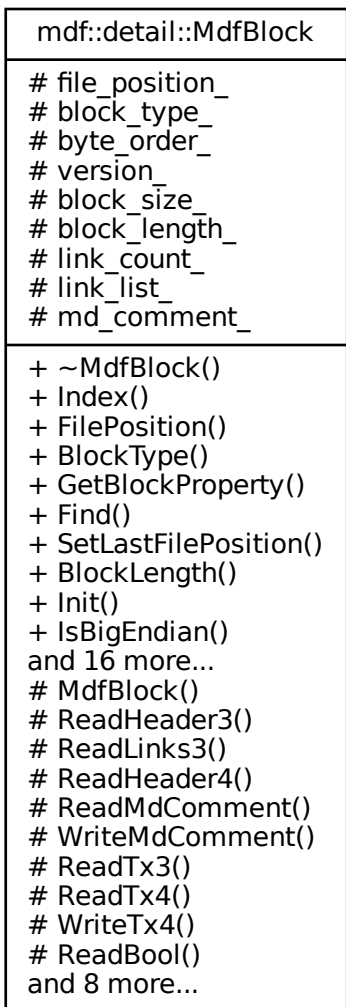 mdf::detail::MdfBlock
# file_position_
# block_type_
# byte_order_
# version_
# block_size_
# block_length_
# link_count_
# link_list_
# md_comment_
+ ~MdfBlock()
+ Index()
+ FilePosition()
+ BlockType()
+ GetBlockProperty()
+ Find()
+ SetLastFilePosition()
+ BlockLength()
+ Init()
+ IsBigEndian()
and 16 more...
# MdfBlock()
# ReadHeader3()
# ReadLinks3()
# ReadHeader4()
# ReadMdComment()
# WriteMdComment()
# ReadTx3()
# ReadTx4()
# WriteTx4()
# ReadBool()
and 8 more...